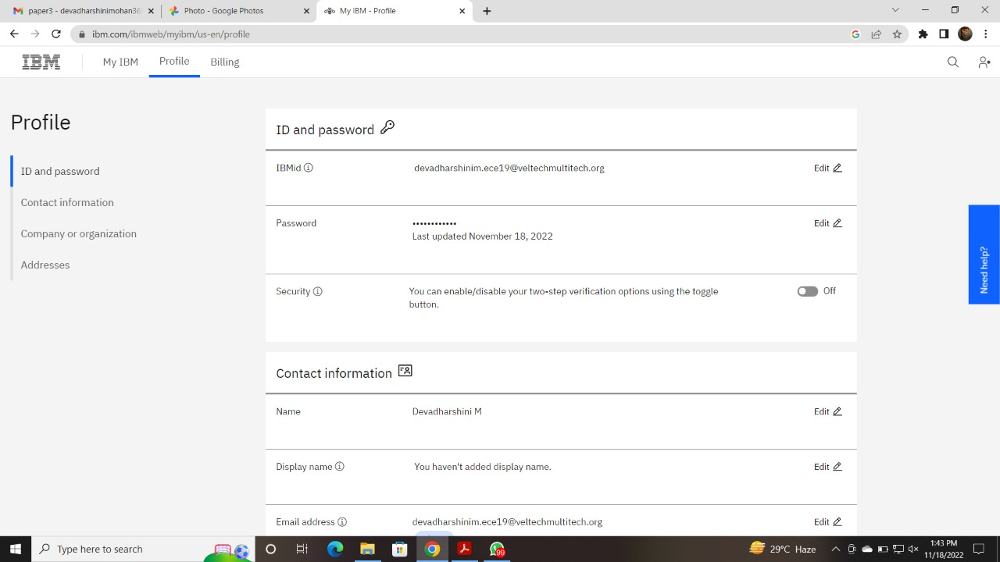 paper3 - devadharshinimohan36
Photo - Google Photos
My IBM - Profile
ibm.com/ibmweb/myibm/us-en/profile
IBM
My IBM
Profile
Billing
Profile
ID and password
Contact information
Company or organization
Addresses
ID and password
IBMid
devadharshinim.ece19@veltechmultitech.org
Edit
Password
••••••••••••
Edit
Last updated November 18, 2022
Security
You can enable/disable your two-step verification options using the toggle
button.
Off
Contact information
Name
Devadharshini M
Edit
Display name
You haven't added display name.
Edit
Email address
devadharshinim.ece19@veltechmultitech.org
Edit
Need help?
Type here to search
99
29°C Haze
1:43 PM
11/18/2022